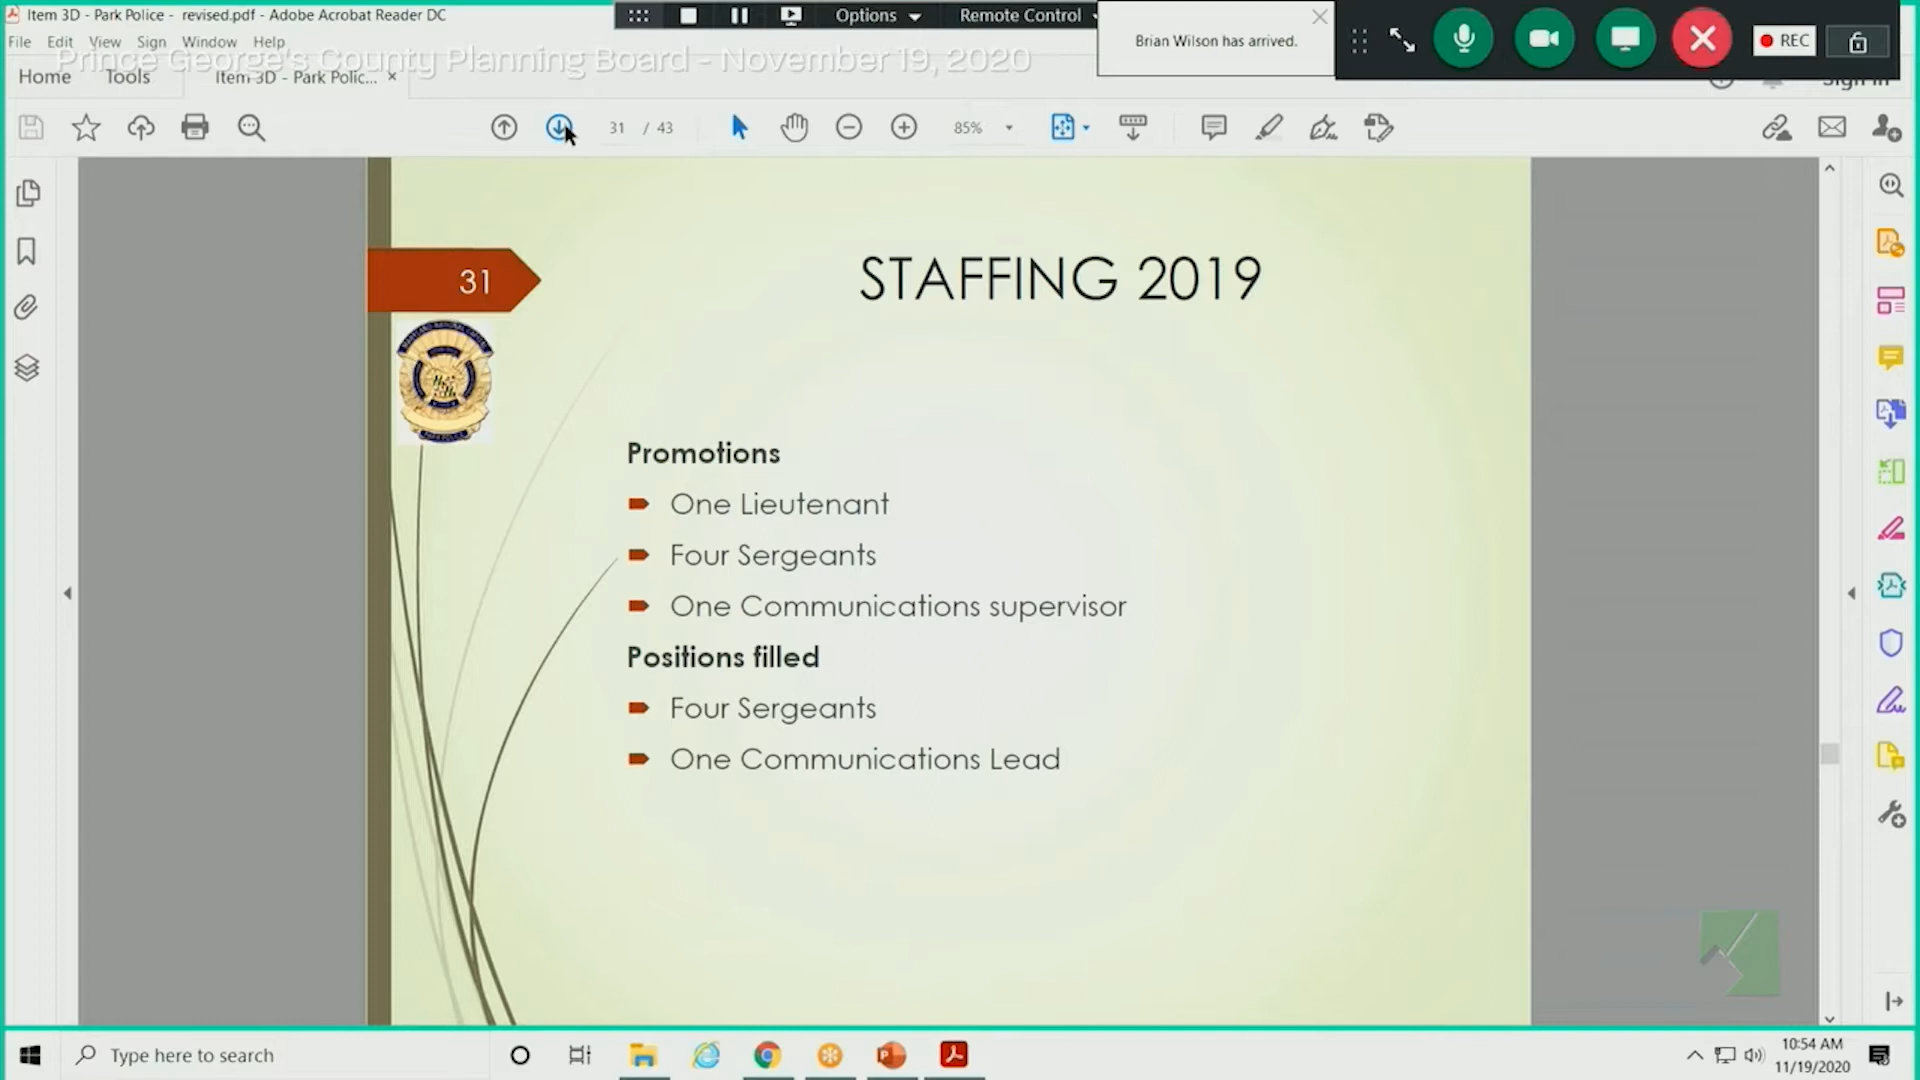 Item 3D - Park Police - revised.pdf - Adobe Acrobat Reader DC
Options
Remote Control
Brian Wilson has arrived.
REC
File Edit View Sign Window Help
Prince George's County Planning Board - November 19, 2020
Home Tools Item 3D - Park Polic... ×
Sign In
31 / 43
85%
31
STAFFING 2019
Promotions
One Lieutenant
Four Sergeants
One Communications supervisor
Positions filled
Four Sergeants
One Communications Lead
Type here to search
10:54 AM
11/19/2020